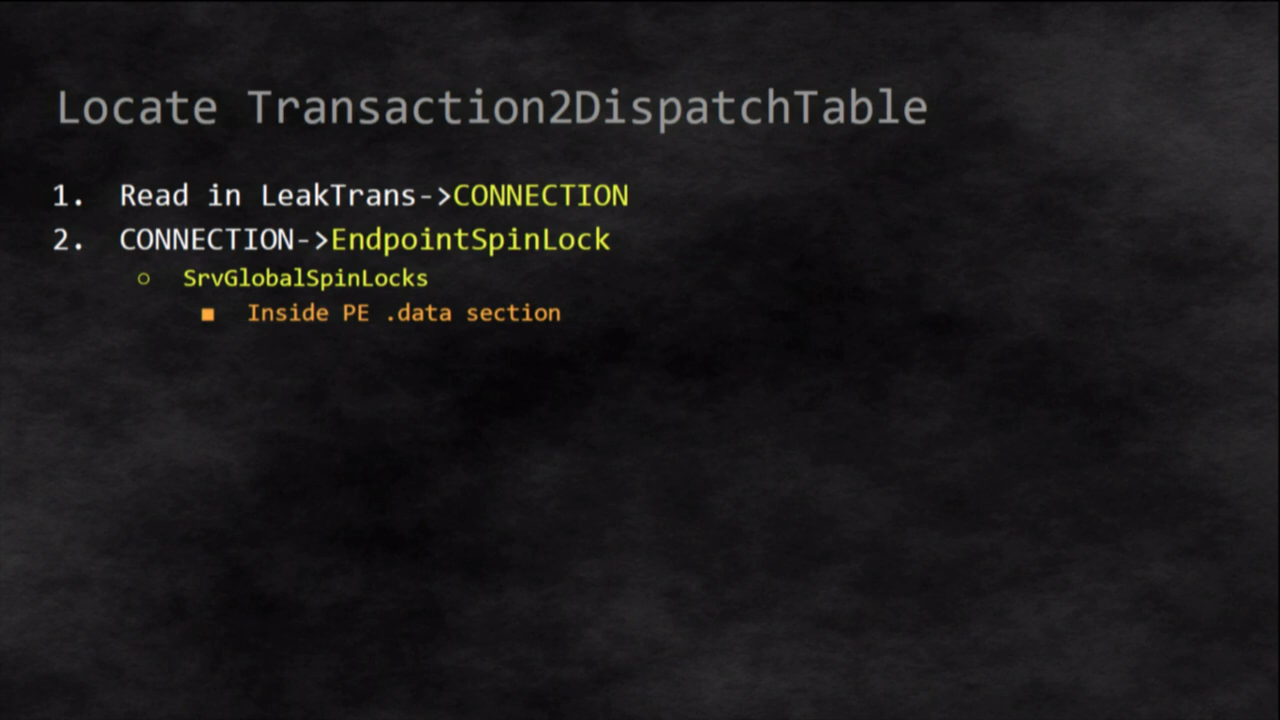 Locate Transaction2DispatchTable
1. Read in LeakTrans->CONNECTION
2. CONNECTION->EndpointSpinLock
○ SrvGlobalSpinLocks
■ Inside PE .data section